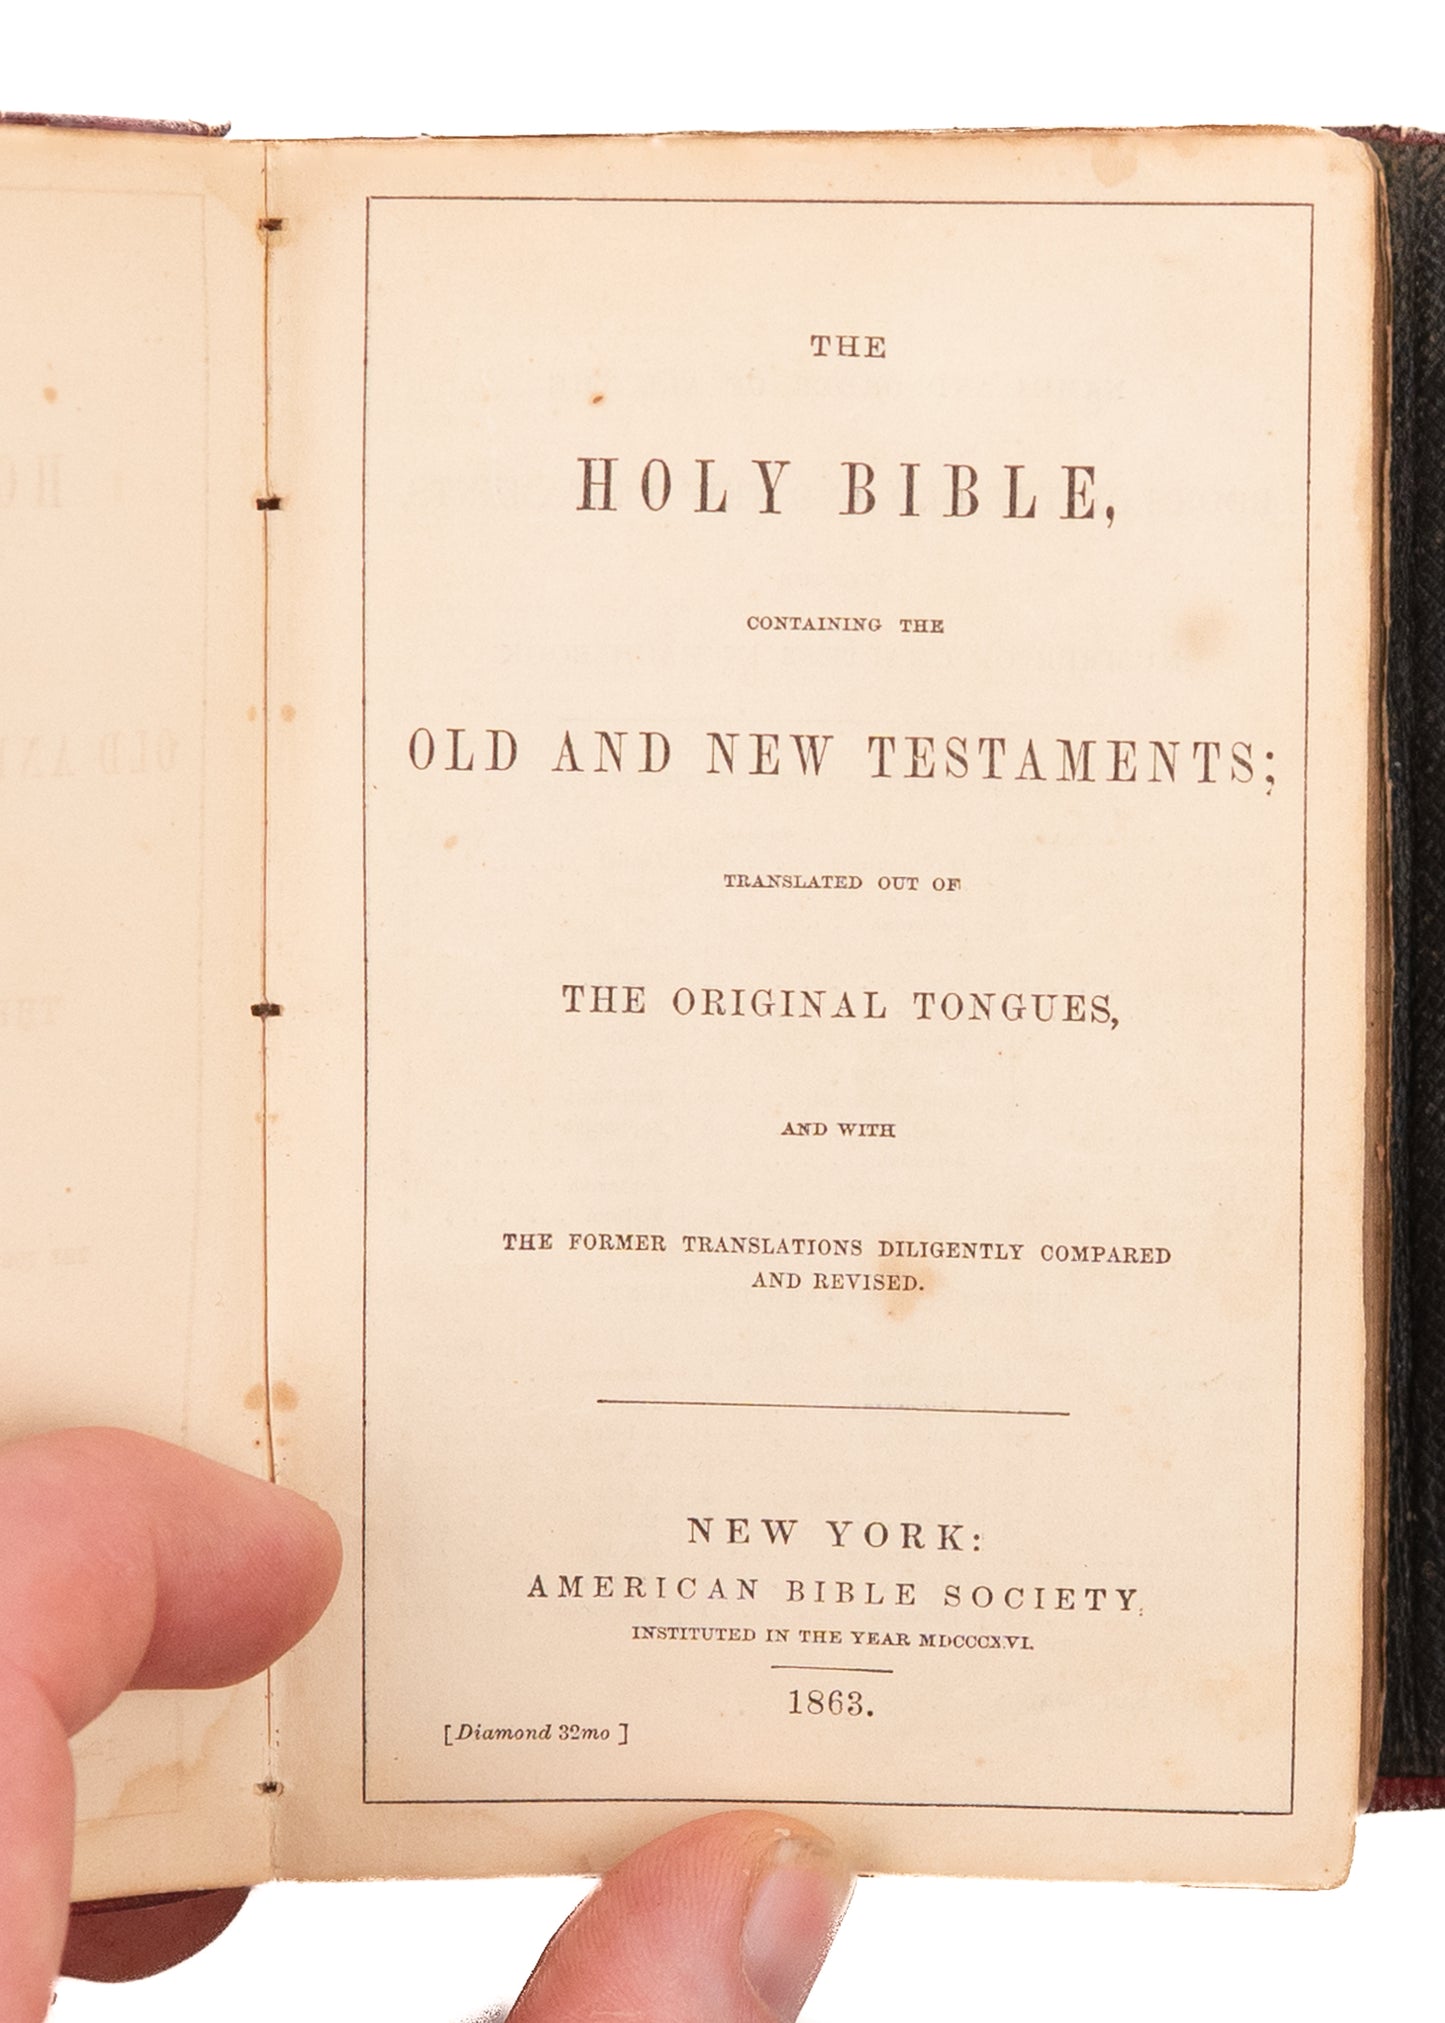 THE
HOLY BIBLE,
CONTAINING THE
OLD AND NEW TESTAMENTS;
TRANSLATED OUT OF
THE ORIGINAL TONGUES,
AND WITH
THE FORMER TRANSLATIONS DILIGENTLY COMPARED
AND REVISED.
NEW YORK:
AMERICAN BIBLE SOCIETY,
INSTITUTED IN THE YEAR MDCCCXVI.
1863.
[Diamond 32mo]